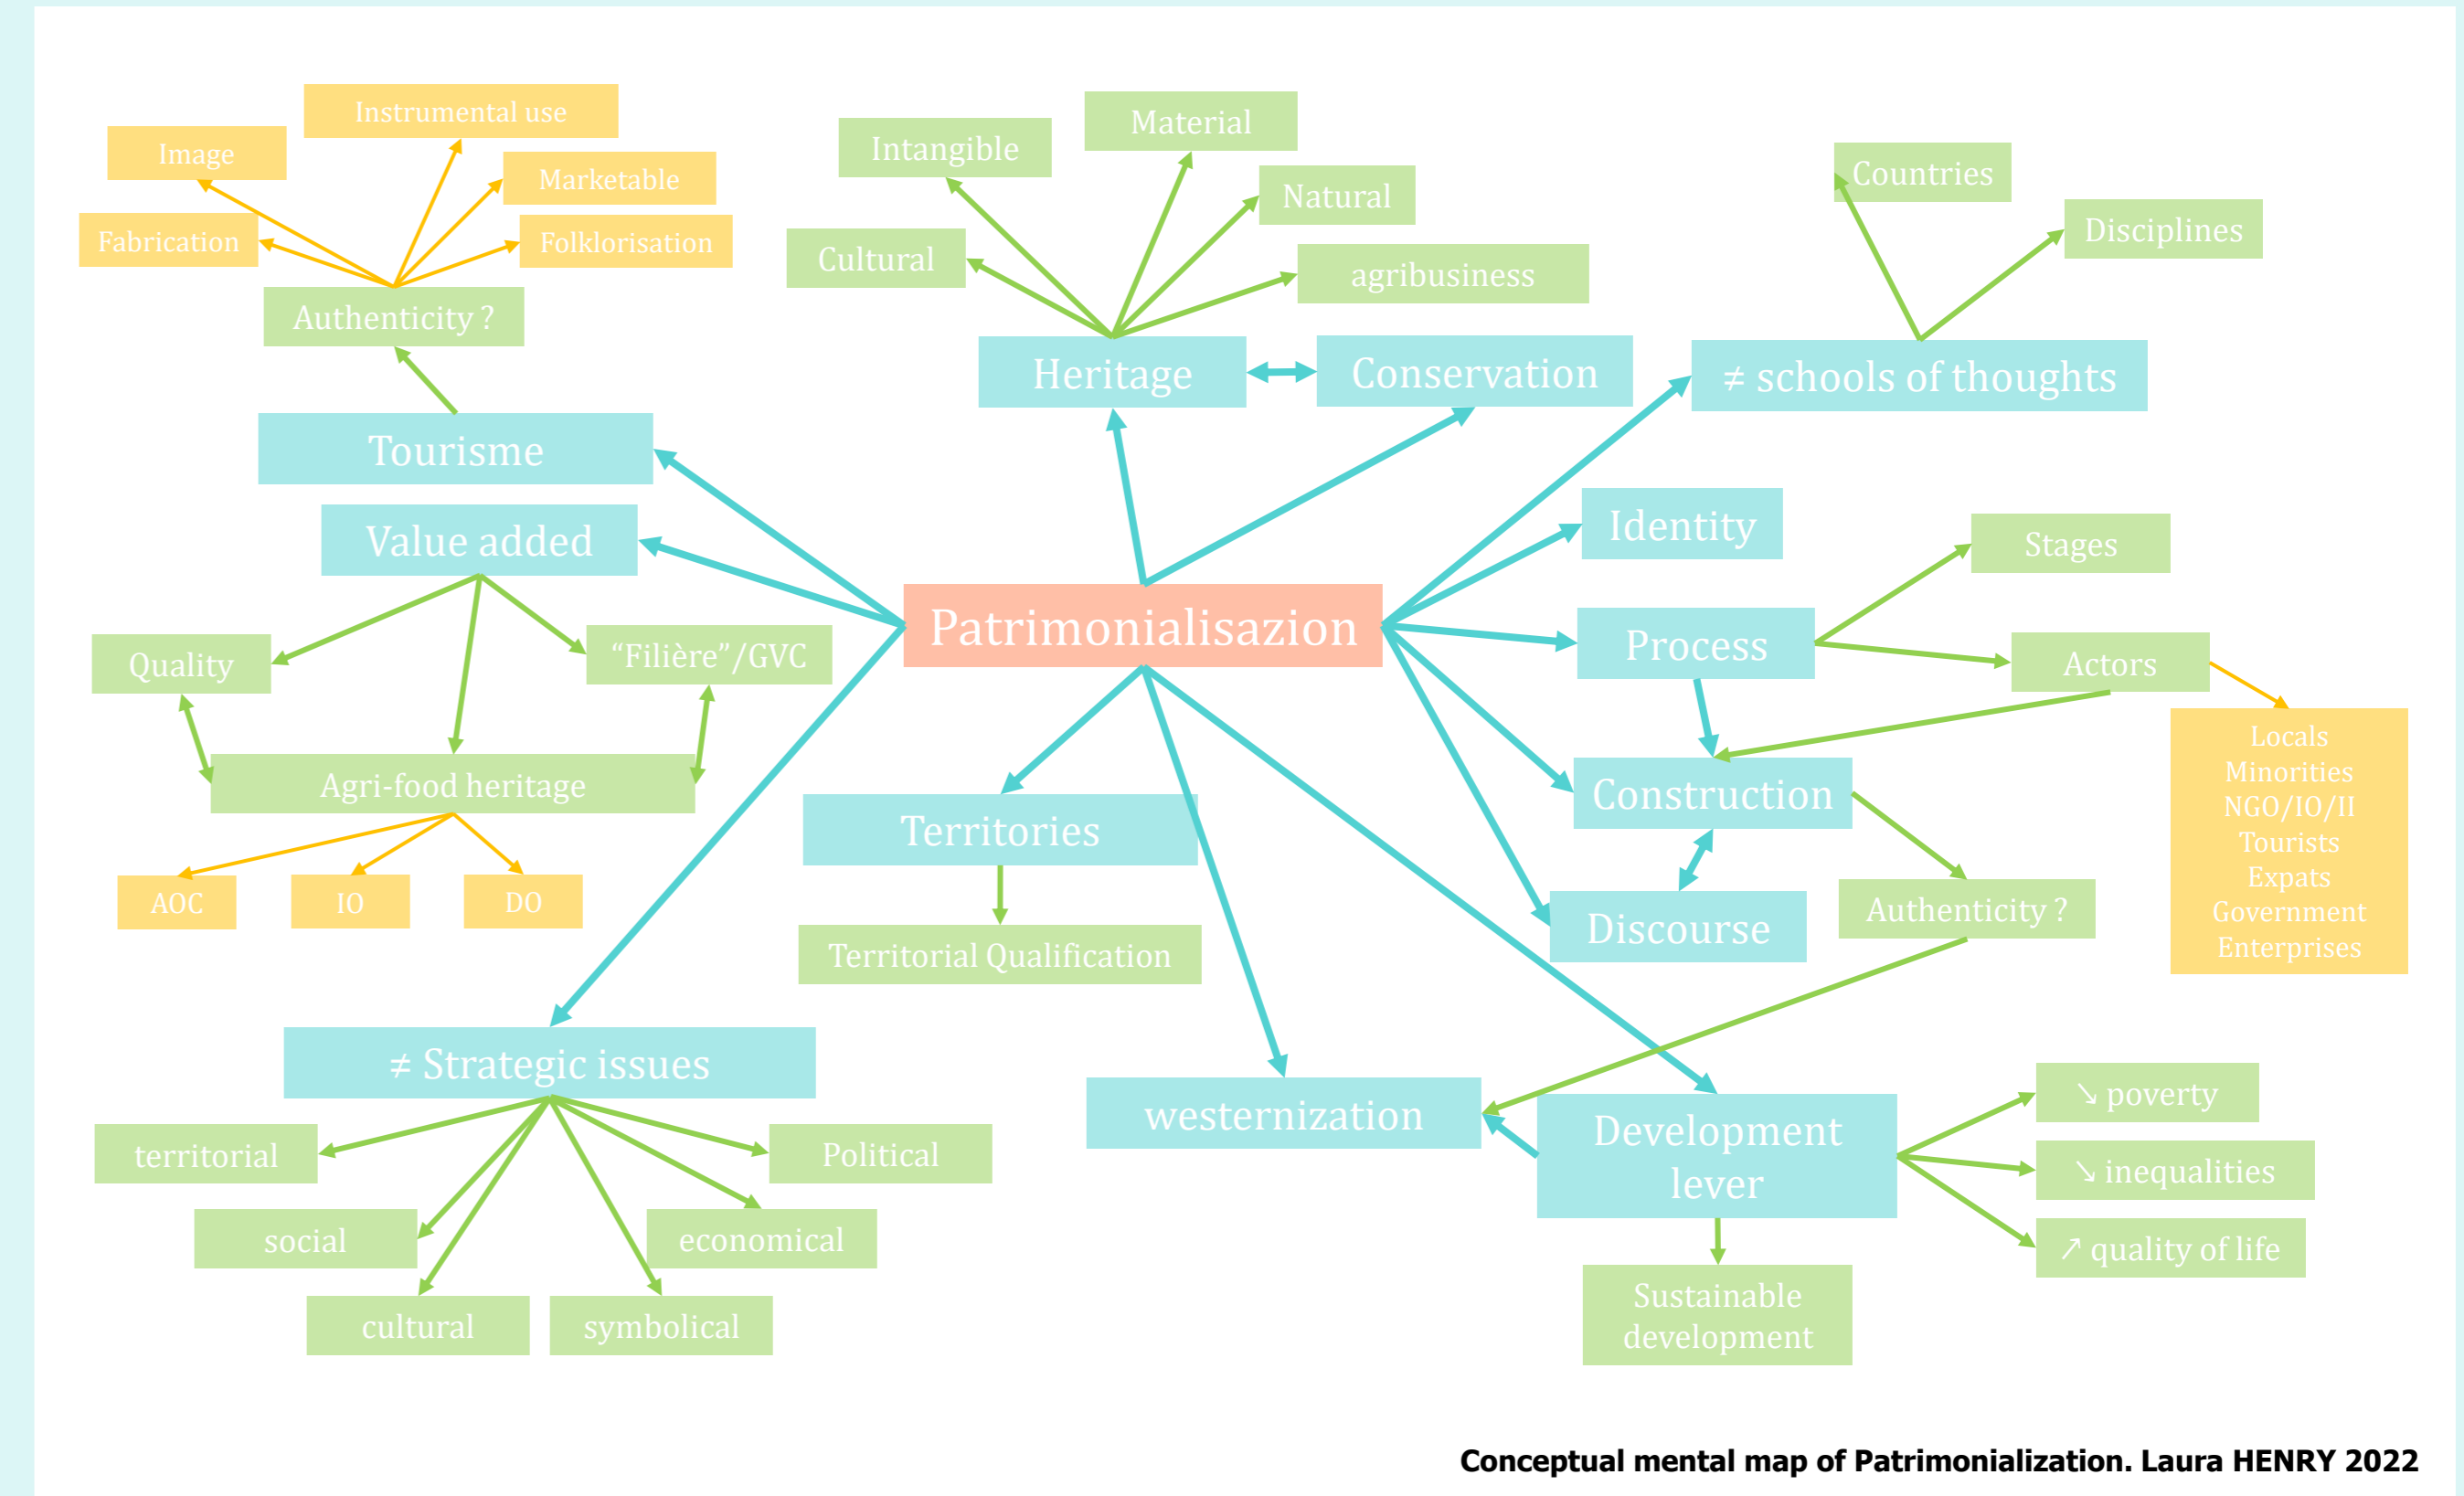 Instrumental use
Image
Marketable
Fabrication
Folklorisation
Authenticity ?
Tourisme
Value added
Quality
“Filière”/GVC
Agri-food heritage
AOC
IO
DO
Material
Intangible
Natural
Cultural
agribusiness
Heritage
Conservation
Countries
Disciplines
≠ schools of thoughts
Identity
Stages
Patrimonialisazion
Process
Actors
Locals
Minorities
NGO/IO/II
Tourists
Expats
Government
Enterprises
Construction
Territories
Discourse
Authenticity ?
Territorial Qualification
≠ Strategic issues
territorial
Political
social
economical
cultural
symbolical
westernization
Development
lever
↘ poverty
↘ inequalities
↗ quality of life
Sustainable
development
Conceptual mental map of Patrimonialization. Laura HENRY 2022